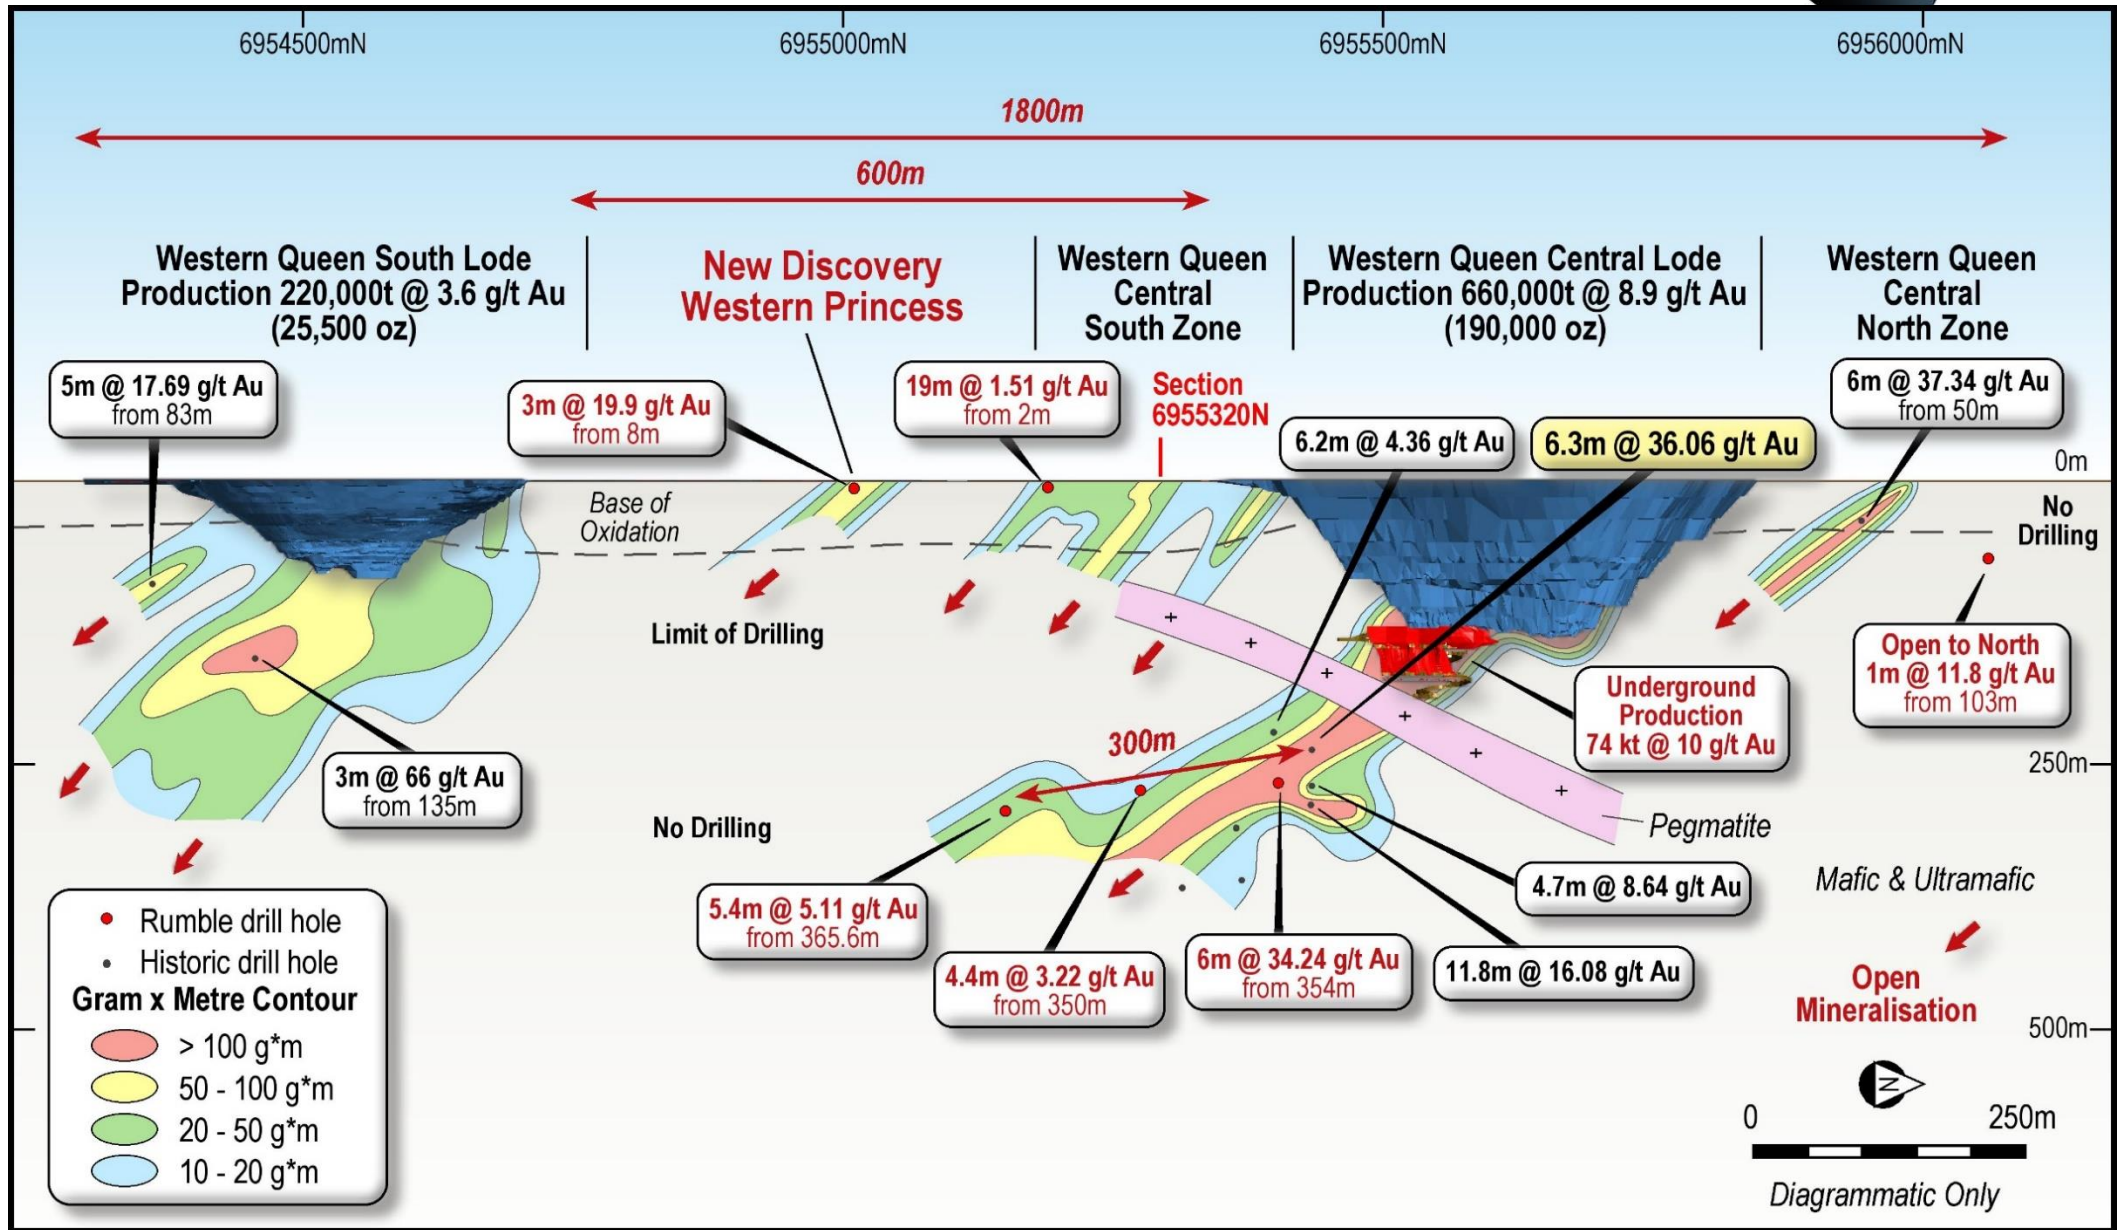 6954500mN
6955000mN
6955500mN
6956000mN
1800m
600m
Western Queen South Lode
Production 220,000t @ 3.6 g/t Au
(25,500 oz)
New Discovery
Western Princess
Western Queen
Central
South Zone
Western Queen Central Lode
Production 660,000t @ 8.9 g/t Au
(190,000 oz)
Western Queen
Central
North Zone
5m @ 17.69 g/t Au
from 83m
3m @ 19.9 g/t Au
from 8m
19m @ 1.51 g/t Au
from 2m
Section
6955320N
6.2m @ 4.36 g/t Au
6.3m @ 36.06 g/t Au
6m @ 37.34 g/t Au
from 50m
0m
Base of
Oxidation
No
Drilling
Limit of Drilling
Open to North
1m @ 11.8 g/t Au
from 103m
Underground
Production
74 kt @ 10 g/t Au
300m
250m
3m @ 66 g/t Au
from 135m
No Drilling
Pegmatite
Mafic & Ultramafic
4.7m @ 8.64 g/t Au
5.4m @ 5.11 g/t Au
from 365.6m
4.4m @ 3.22 g/t Au
from 350m
6m @ 34.24 g/t Au
from 354m
11.8m @ 16.08 g/t Au
Open
Mineralisation
500m
Rumble drill hole
Historic drill hole
Gram x Metre Contour
> 100 g*m
50 - 100 g*m
20 - 50 g*m
10 - 20 g*m
N
0 250m
Diagrammatic Only